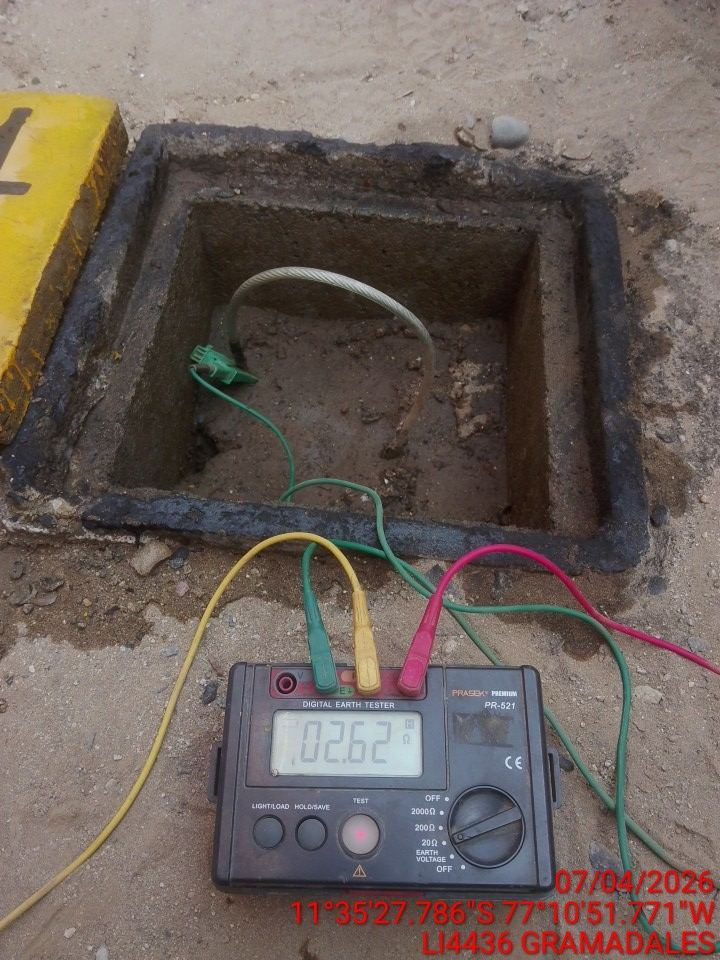 V E P C
PRASEK PREMIUM
PR-521
DIGITAL EARTH TESTER
02.62 Ω
H
CE
LIGHT/LOAD HOLD/SAVE TEST
OFF
2000Ω
200Ω
20Ω
EARTH
VOLTAGE
OFF
07/04/2026
11°35'27.786"S 77°10'51.771"W
LI4436 GRAMADALES